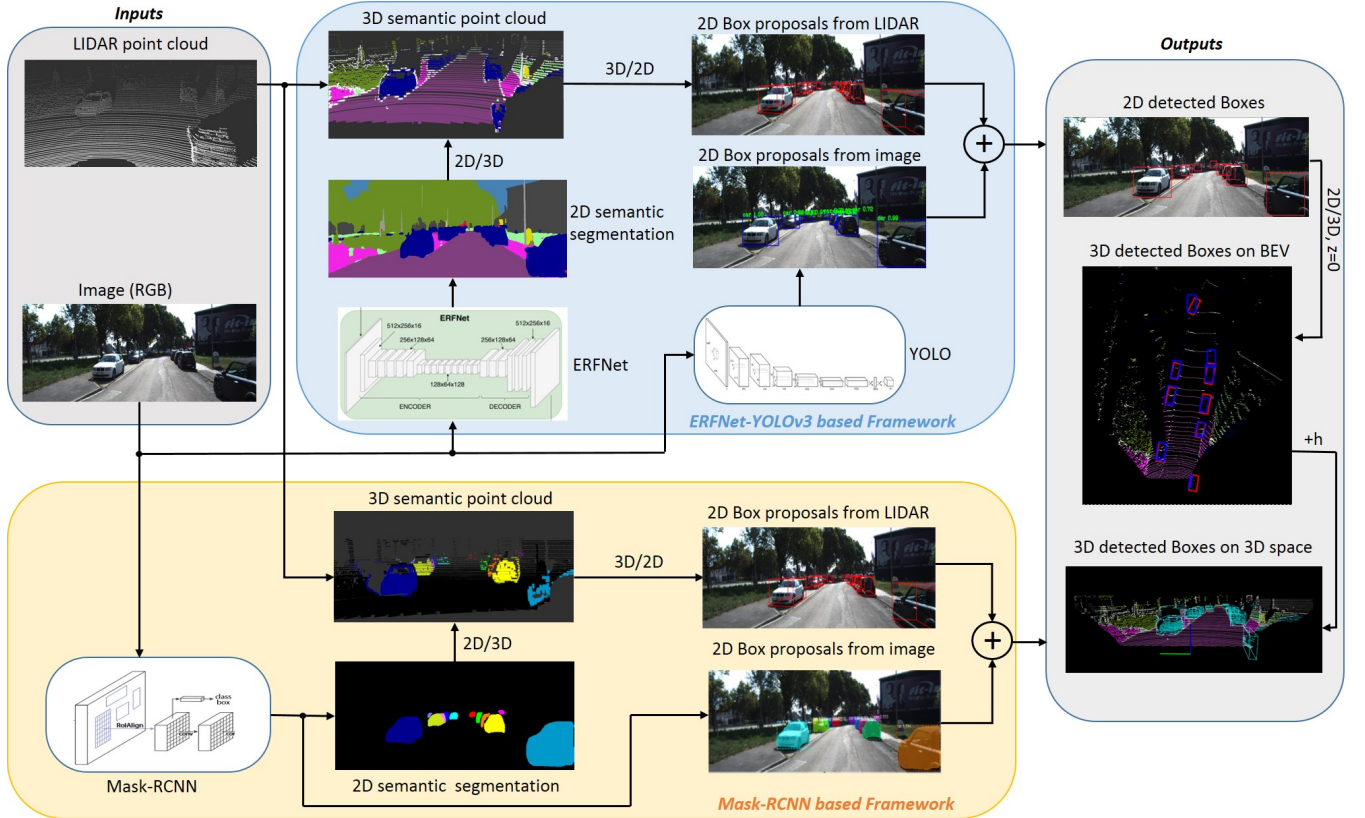 Inputs
LIDAR point cloud
Image (RGB)
3D semantic point cloud
3D/2D
2D Box proposals from LIDAR
2D/3D
2D semantic
segmentation
2D Box proposals from image
ERFNet
512x256x16
512x256x16
256x128x64
256x128x64
128x64x128
ENCODER
DECODER
ERFNet
YOLO
ERFNet-YOLOv3 based Framework
+
3D semantic point cloud
3D/2D
2D Box proposals from LIDAR
2D/3D
2D Box proposals from image
RoIAlign
class
box
conv
Mask-RCNN
2D semantic segmentation
Mask-RCNN based Framework
+
Outputs
2D detected Boxes
2D/3D, z=0
3D detected Boxes on BEV
+h
3D detected Boxes on 3D space